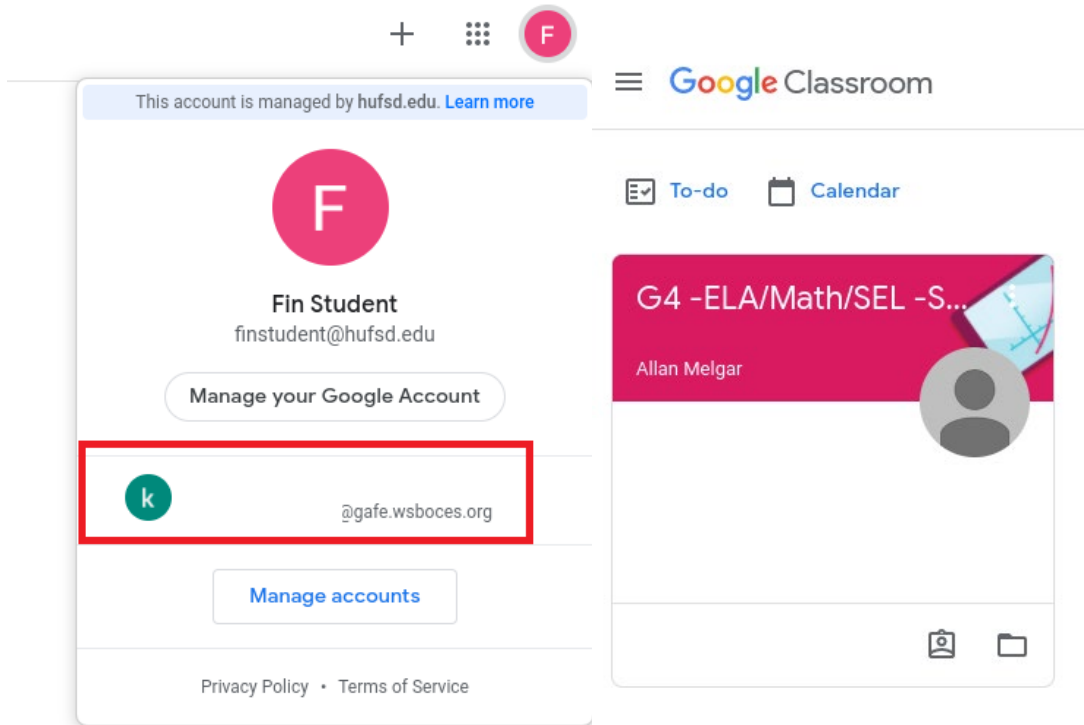 F
This account is managed by hufsd.edu. Learn more
F
Fin Student
finstudent@hufsd.edu
Manage your Google Account
k
@gafe.wsboces.org
Manage accounts
Privacy Policy • Terms of Service
Google Classroom
To-do
Calendar
G4 -ELA/Math/SEL -S...
Allan Melgar